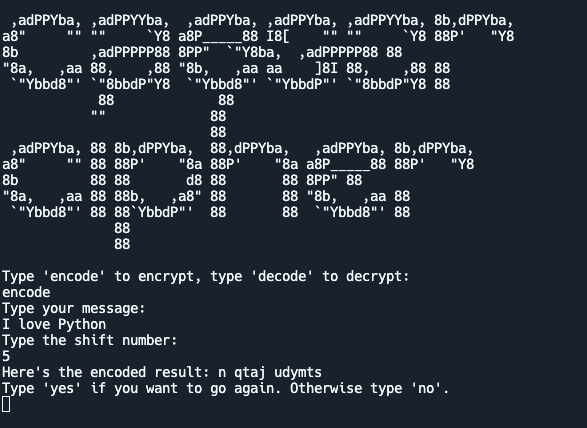 ,adPPYba, ,adPPYYba,  ,adPPYba, ,adPPYba, ,adPPYYba, 8b,dPPYba,
a8"     "" ""     `Y8 a8P_____88 I8[    "" ""     `Y8 88P'   "Y8
8b         ,adPPPPP88 8PP"  `"Y8ba,  ,adPPPPP88 88
"8a,   ,aa 88,    ,88 "8b,   ,aa aa    ]8I 88,    ,88 88
 `"Ybbd8"' `"8bbdP"Y8  `"Ybbd8"' `"YbbdP"' `"8bbdP"Y8 88
            88             88
           ""             88
                          88
 ,adPPYba, 88 8b,dPPYba,  88,dPPYba,   ,adPPYba, 8b,dPPYba,
a8"     "" 88 88P'    "8a 88P'    "8a a8P_____88 88P'   "Y8
8b         88 88       d8 88       88 8PP" 88
"8a,   ,aa 88 88b,   ,a8" 88       88 "8b,   ,aa 88
 `"Ybbd8"' 88 88`YbbdP"'  88       88  `"Ybbd8"' 88
              88
              88
Type 'encode' to encrypt, type 'decode' to decrypt:
encode
Type your message:
I love Python
Type the shift number:
5
Here's the encoded result: n qtaj udymts
Type 'yes' if you want to go again. Otherwise type 'no'.